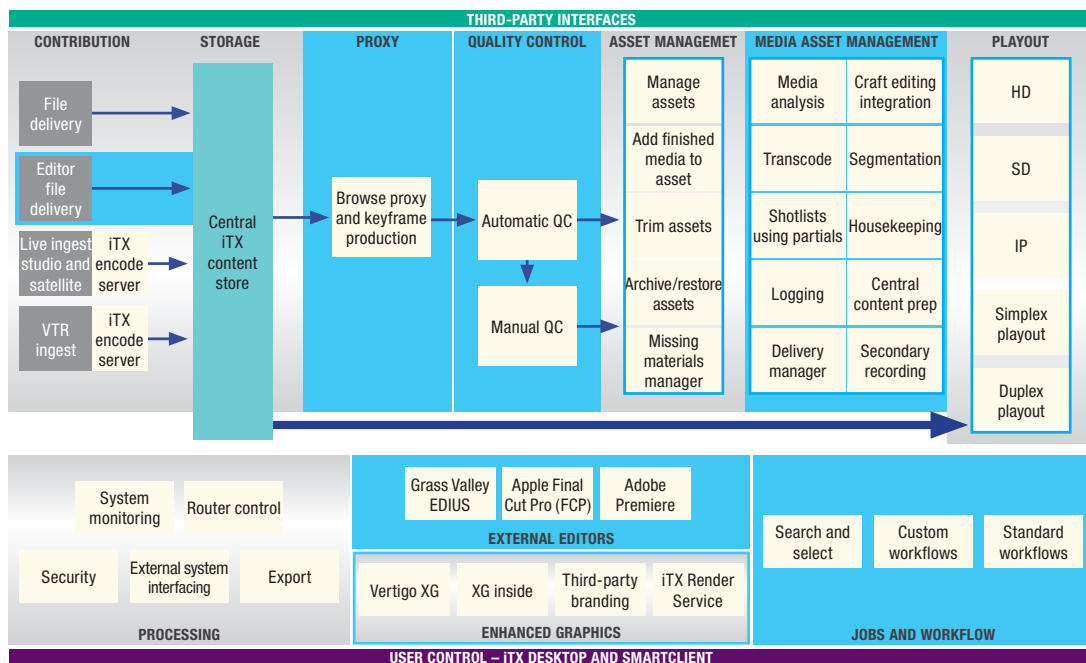 THIRD-PARTY INTERFACES
CONTRIBUTION
STORAGE
PROXY
QUALITY CONTROL
ASSET MANAGEMET
MEDIA ASSET MANAGEMENT
PLAYOUT
File
delivery
Editor
file
delivery
Live ingest
studio and
satellite
iTX
encode
server
VTR
ingest
iTX
encode
server
Central
iTX
content
store
Browse proxy
and keyframe
production
Automatic QC
Manual QC
Manage
assets
Add finished
media to
asset
Trim assets
Archive/restore
assets
Missing
materials
manager
Media
analysis
Craft editing
integration
Transcode
Segmentation
Shotlists
using partials
Housekeeping
Logging
Central
content prep
Delivery
manager
Secondary
recording
HD
SD
IP
Simplex
playout
Duplex
playout
System
monitoring
Router control
Security
External system
interfacing
Export
PROCESSING
Grass Valley
EDIUS
Apple Final
Cut Pro (FCP)
Adobe
Premiere
EXTERNAL EDITORS
Vertigo XG
XG inside
Third-party
branding
iTX Render
Service
ENHANCED GRAPHICS
Search and
select
Custom
workflows
Standard
workflows
JOBS AND WORKFLOW
USER CONTROL – iTX DESKTOP AND SMARTCLIENT